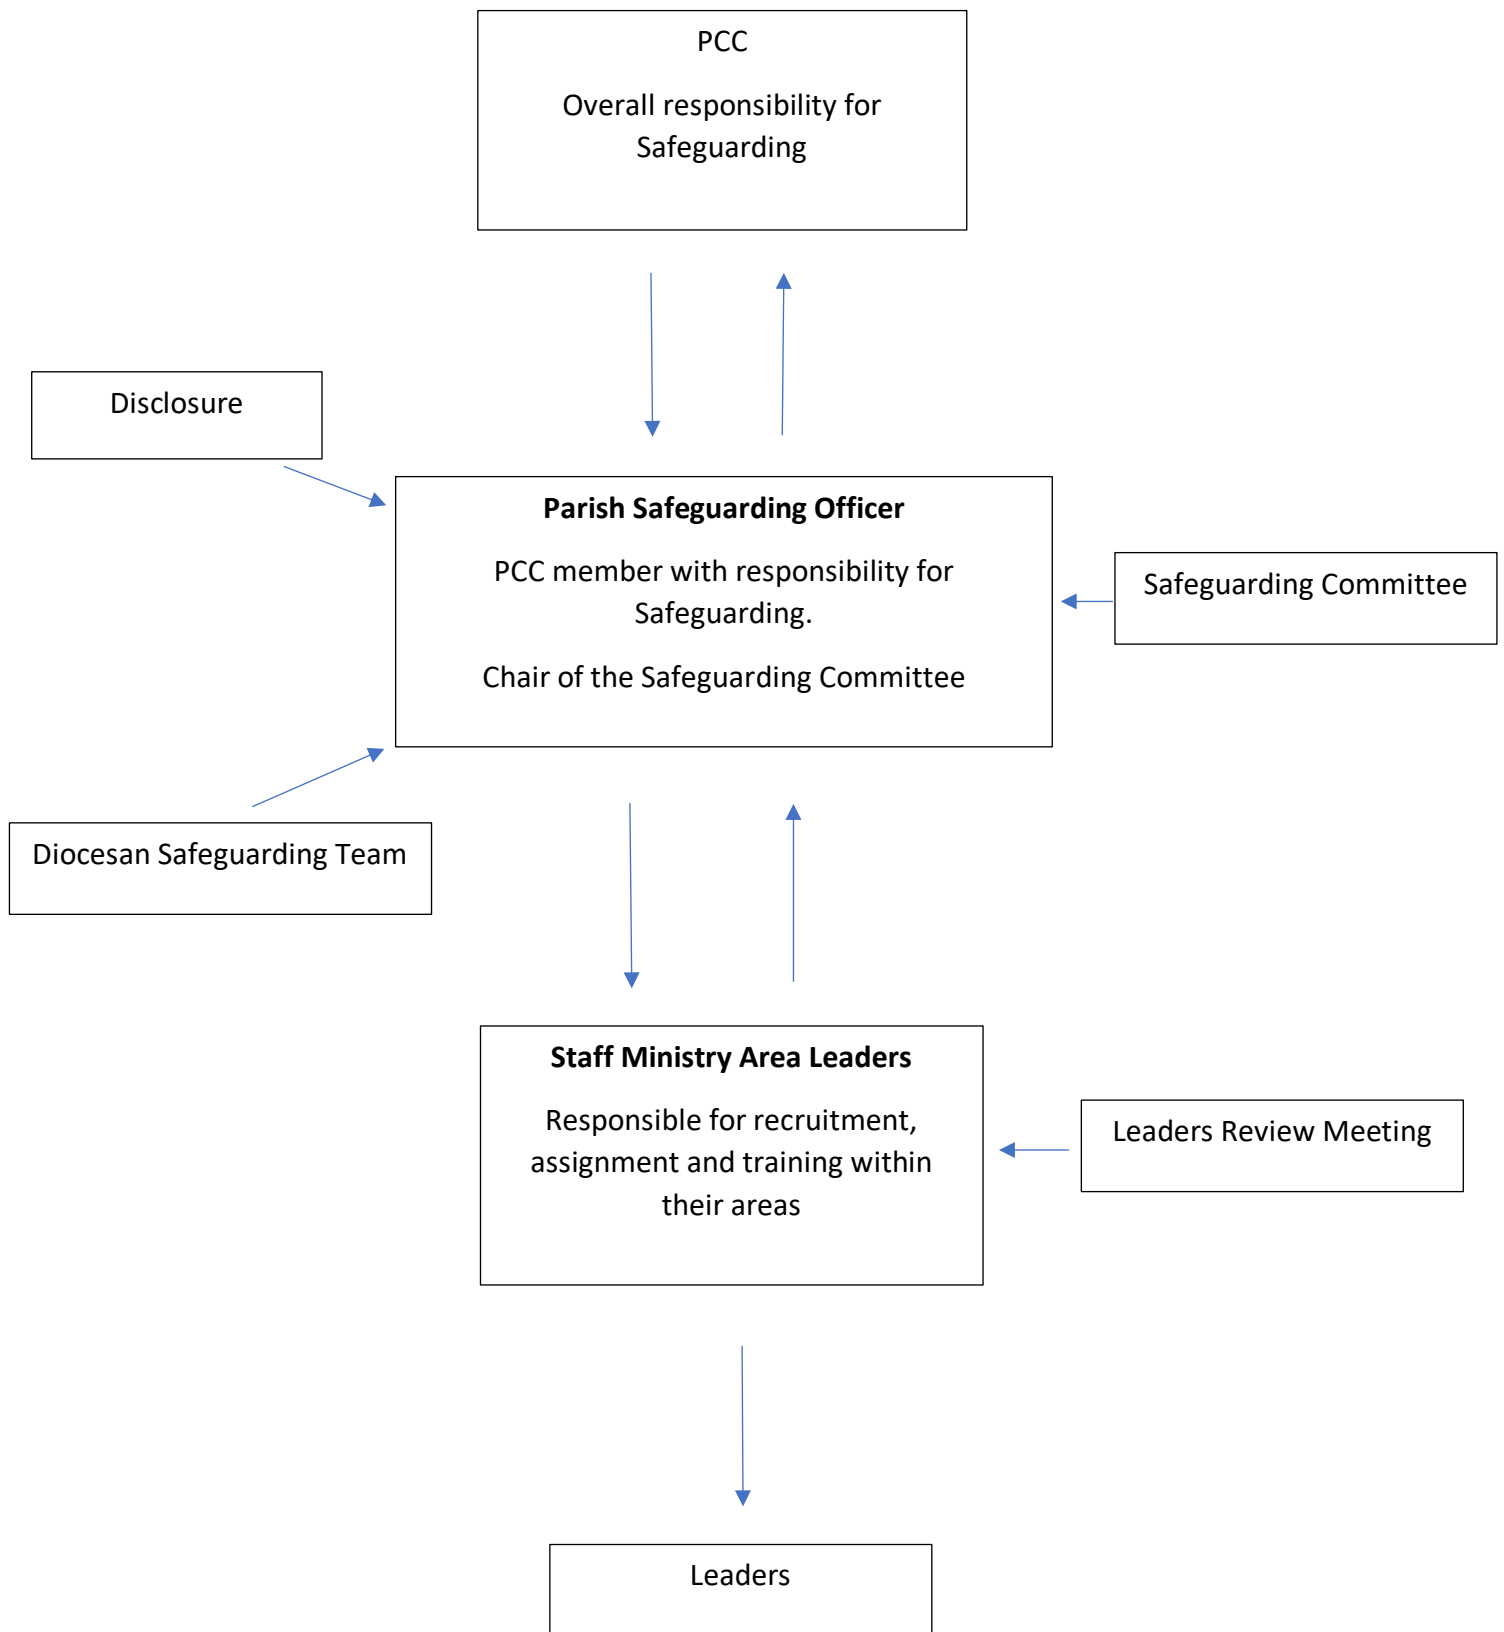 PCC
Overall responsibility for
Safeguarding
Disclosure
Parish Safeguarding Officer
PCC member with responsibility for
Safeguarding.
Chair of the Safeguarding Committee
Safeguarding Committee
Diocesan Safeguarding Team
Staff Ministry Area Leaders
Responsible for recruitment,
assignment and training within
their areas
Leaders Review Meeting
Leaders